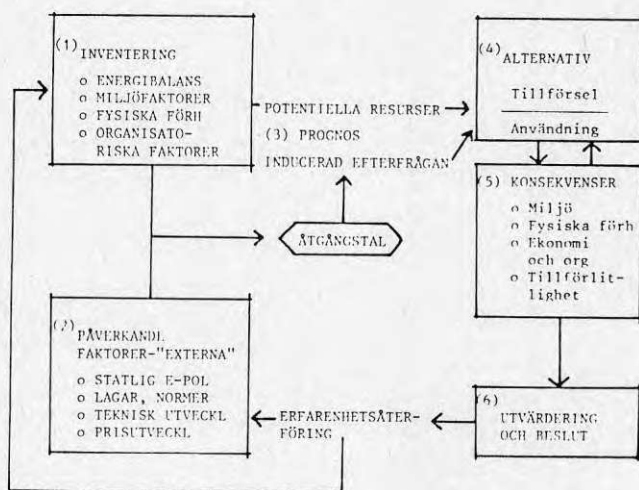 (1) INVENTERING
o ENERGIBALANS
o MILJÖFAKTORER
o FYSISKA FÖRH
o ORGANISATO-
RISKA FAKTORER
POTENTIELLA RESURSER
(3) PROGNOS
INDUCERAD EFTERFRÅGAN
(4) ALTERNATIV
Tillförsel
Användning
(5) KONSEKVENSER
o Miljö
o Fysiska förh
o Ekonomi
och org
o Tillförlit-
lighet
ÅTGÅNGSTAL
(2) PÅVERKANDE
FAKTORER-"EXTERNA"
o STATLIG E-POL
o LAGAR, NORMER
o TEKNISK UTVECKL
o PRISUTVECKL
ERFARENHETSÅTER-
FÖRING
(6) UTVÄRDERING
OCH BESLUT